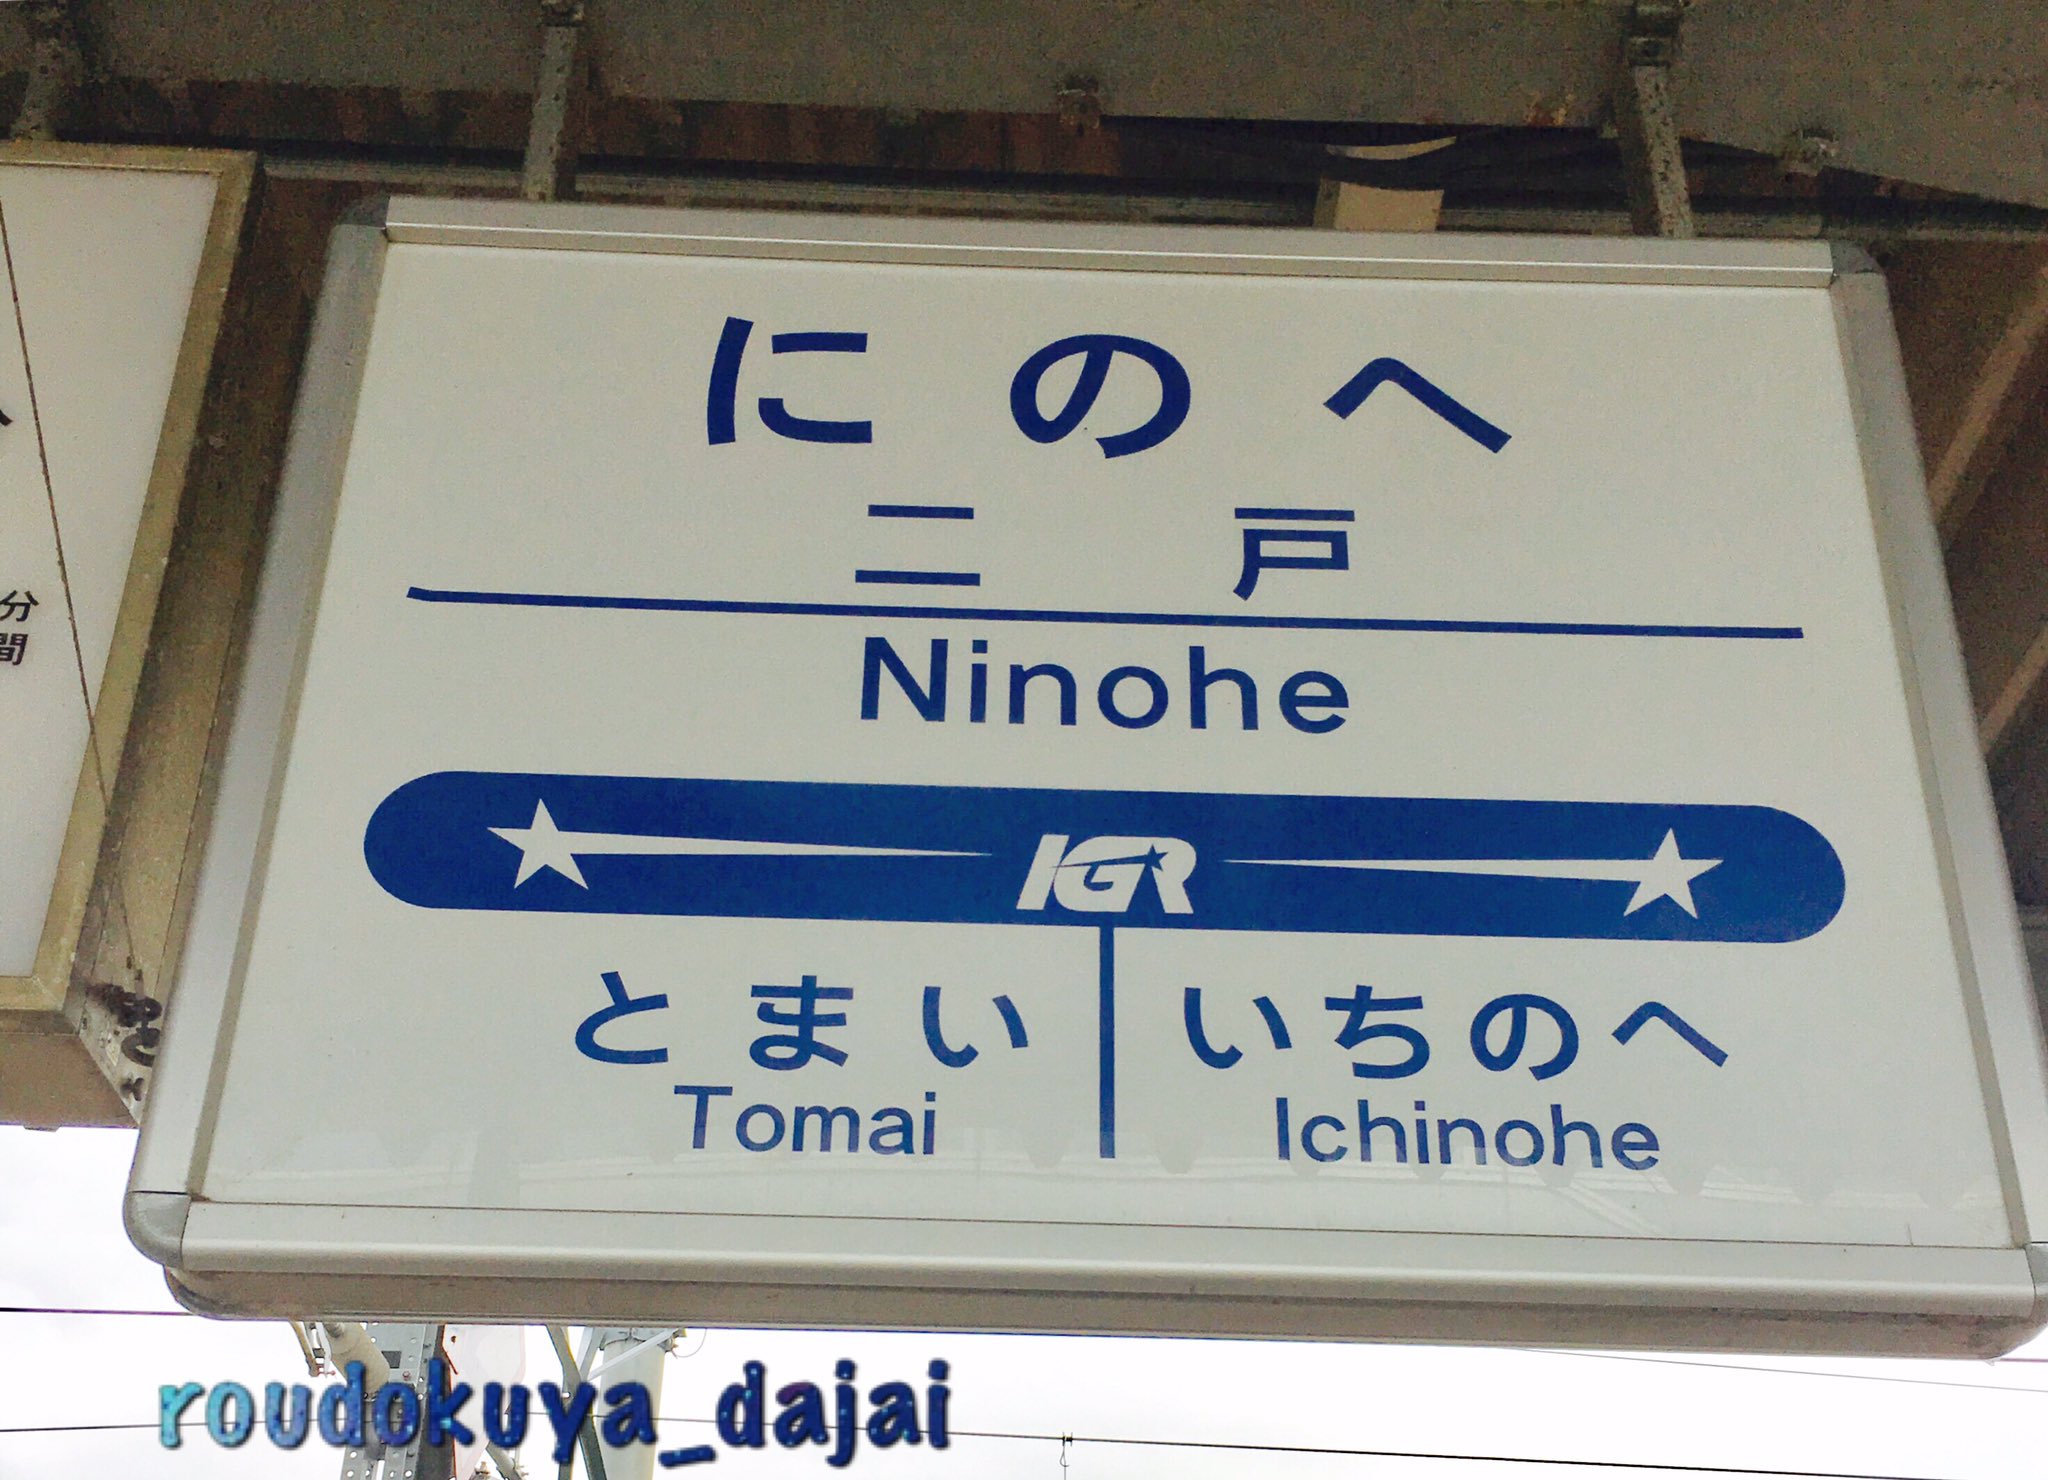 にのへ
二戸
Ninohe
IGR
とまい いちのへ
Tomai Ichinohe
分
間
roudokuya_dajai